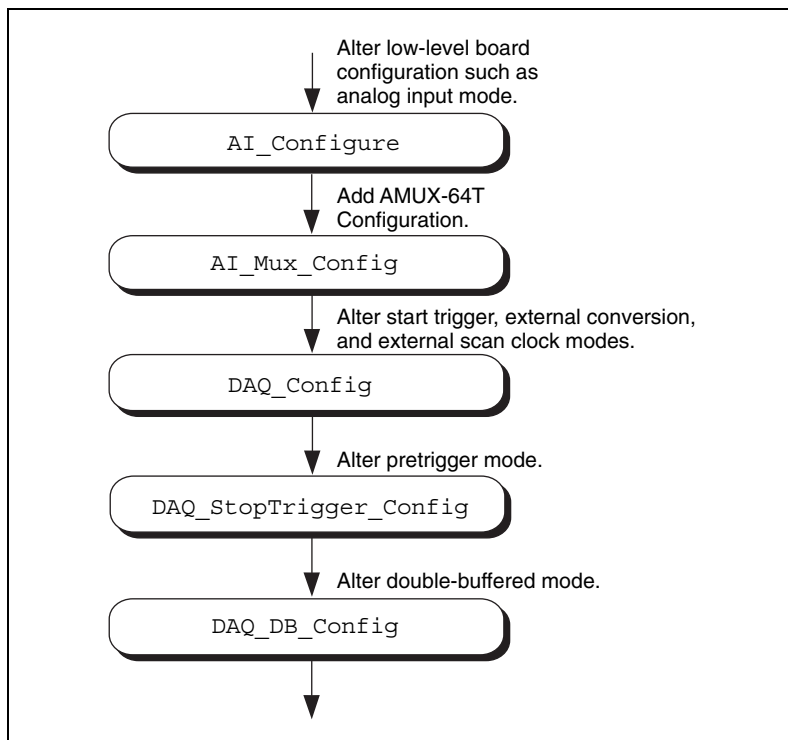 Alter low-level board
configuration such as
analog input mode.
AI_Configure
Add AMUX-64T
Configuration.
AI_Mux_Config
Alter start trigger, external conversion,
and external scan clock modes.
DAQ_Config
Alter pretrigger mode.
DAQ_StopTrigger_Config
Alter double-buffered mode.
DAQ_DB_Config